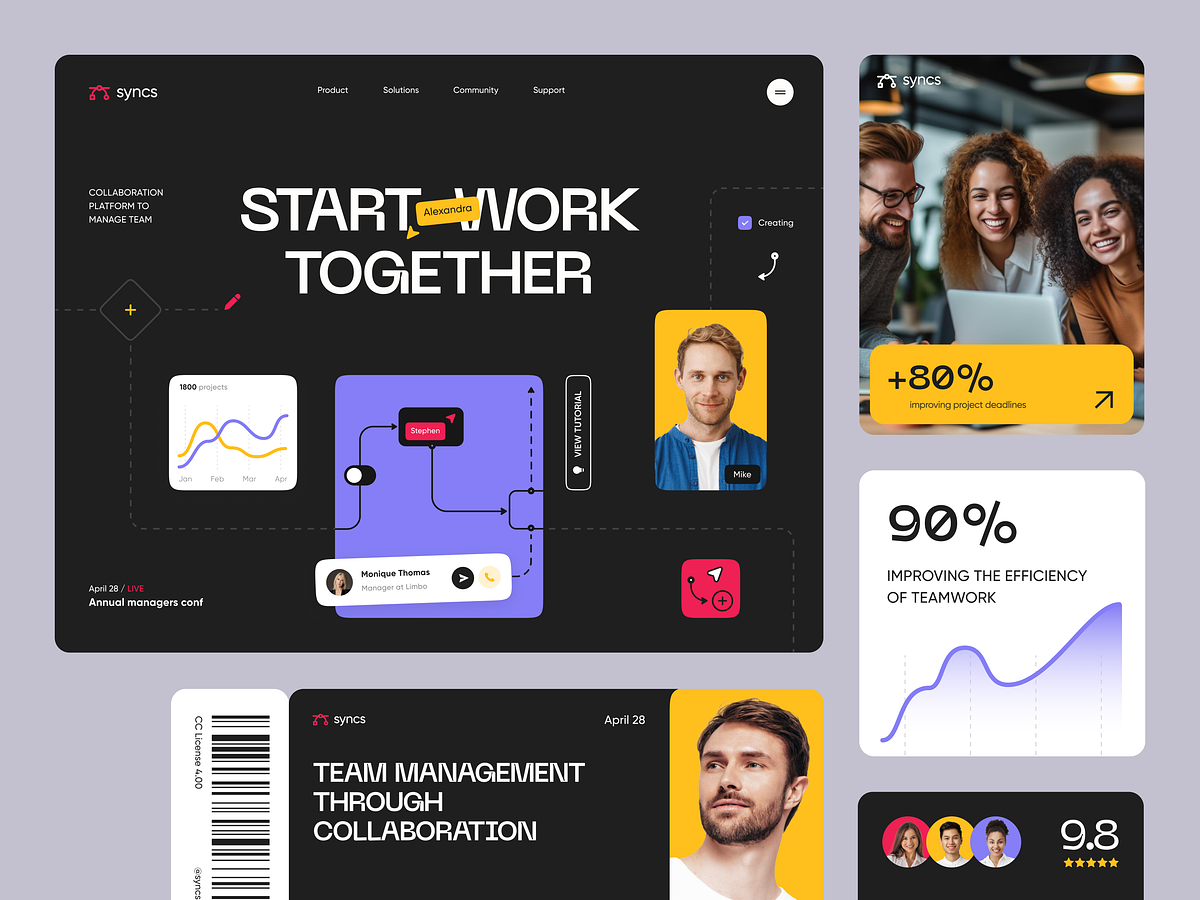 syncs
Product
Solutions
Community
Support
COLLABORATION
PLATFORM TO
MANAGE TEAM
START WORK
TOGETHER
Alexandra
Creating
1800 projects
Jan Feb Mar Apr
Stephen
VIEW TUTORIAL
Mike
Monique Thomas
Manager at Limbo
April 28 / LIVE
Annual managers conf
syncs
+80%
improving project deadlines
90%
IMPROVING THE EFFICIENCY
OF TEAMWORK
CC License 4.00
@syncs
syncs
April 28
TEAM MANAGEMENT
THROUGH
COLLABORATION
9.8